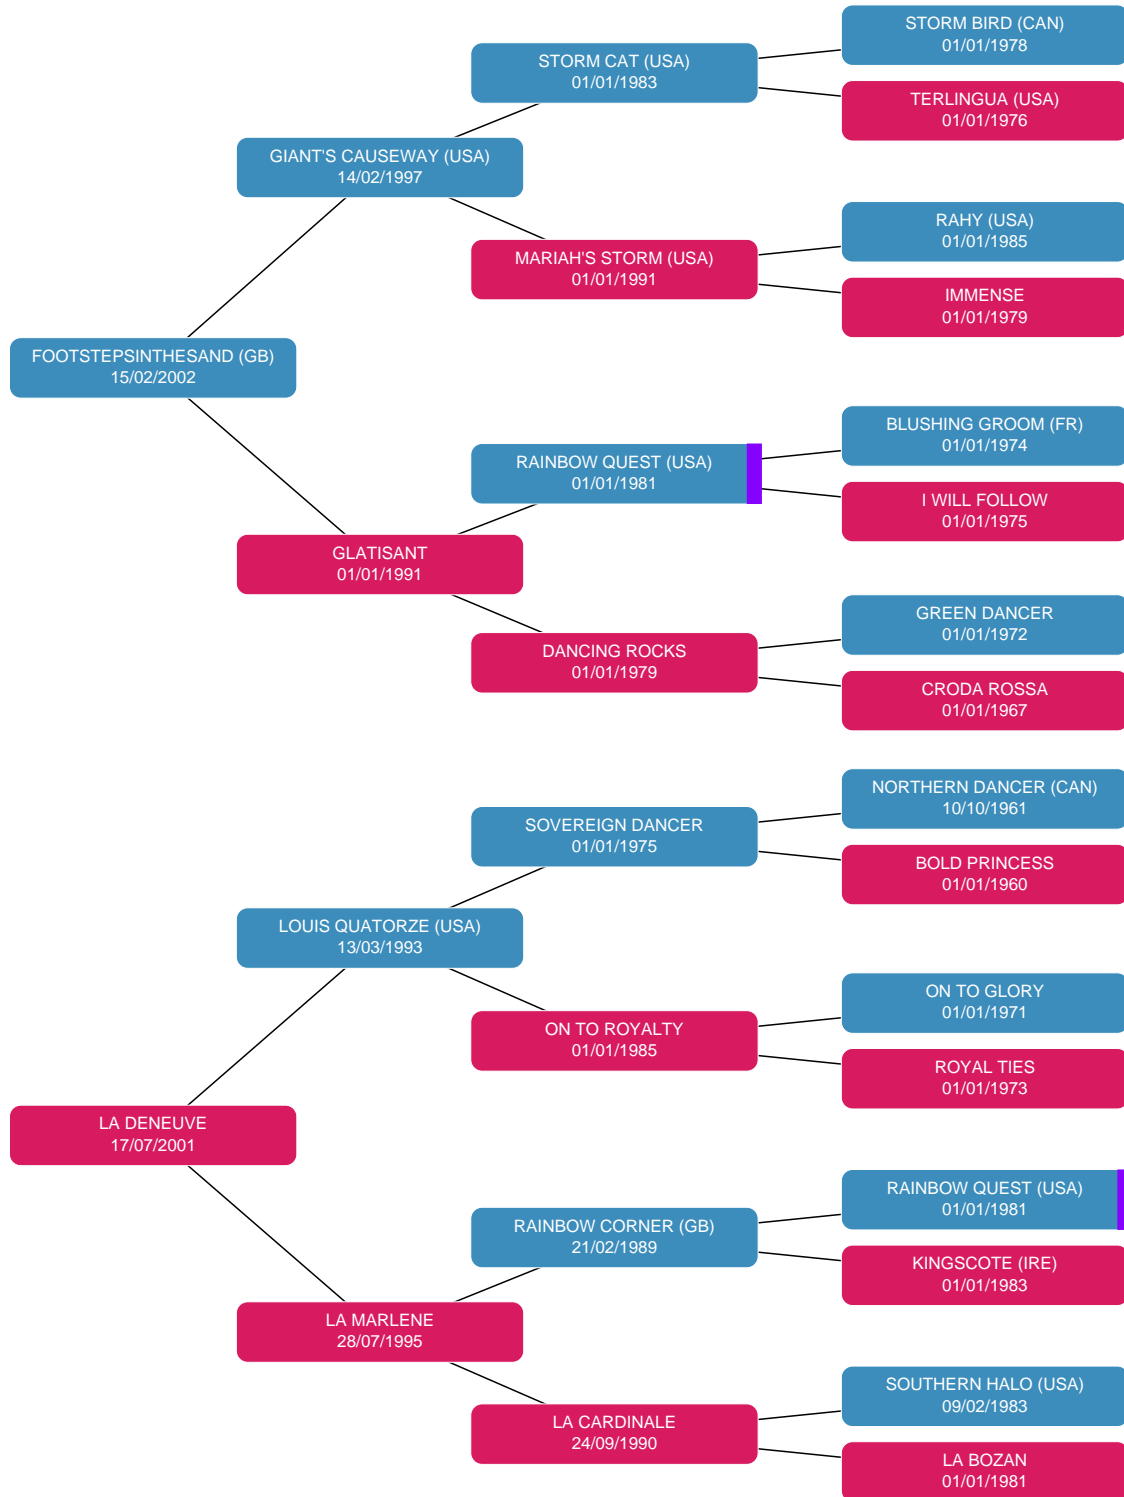 STORM BIRD (CAN)
01/01/1978
STORM CAT (USA)
01/01/1983
TERLINGUA (USA)
01/01/1976
GIANT'S CAUSEWAY (USA)
14/02/1997
RAHY (USA)
01/01/1985
MARIAH'S STORM (USA)
01/01/1991
IMMENSE
01/01/1979
FOOTSTEPSINTHESAND (GB)
15/02/2002
BLUSHING GROOM (FR)
01/01/1974
RAINBOW QUEST (USA)
01/01/1981
I WILL FOLLOW
01/01/1975
GLATISANT
01/01/1991
GREEN DANCER
01/01/1972
DANCING ROCKS
01/01/1979
CRODA ROSSA
01/01/1967
NORTHERN DANCER (CAN)
10/10/1961
SOVEREIGN DANCER
01/01/1975
BOLD PRINCESS
01/01/1960
LOUIS QUATORZE (USA)
13/03/1993
ON TO GLORY
01/01/1971
ON TO ROYALTY
01/01/1985
ROYAL TIES
01/01/1973
LA DENEUVE
17/07/2001
RAINBOW QUEST (USA)
01/01/1981
RAINBOW CORNER (GB)
21/02/1989
KINGSCOTE (IRE)
01/01/1983
LA MARLENE
28/07/1995
SOUTHERN HALO (USA)
09/02/1983
LA CARDINALE
24/09/1990
LA BOZAN
01/01/1981